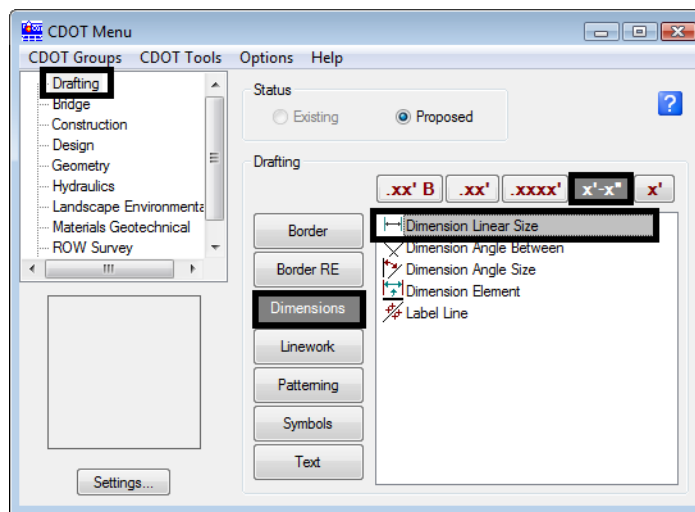 CDOT Menu
CDOT Groups CDOT Tools Options Help
Drafting
Bridge
Construction
Design
Geometry
Hydraulics
Landscape Environmenta
Materials Geotechnical
ROW Survey
Settings...
Status
Existing Proposed
?
Drafting
.xx' B .xx' .xxxx' x'-x" x'
Border
Border RE
Dimensions
Linework
Patterning
Symbols
Text
Dimension Linear Size
Dimension Angle Between
Dimension Angle Size
Dimension Element
Label Line